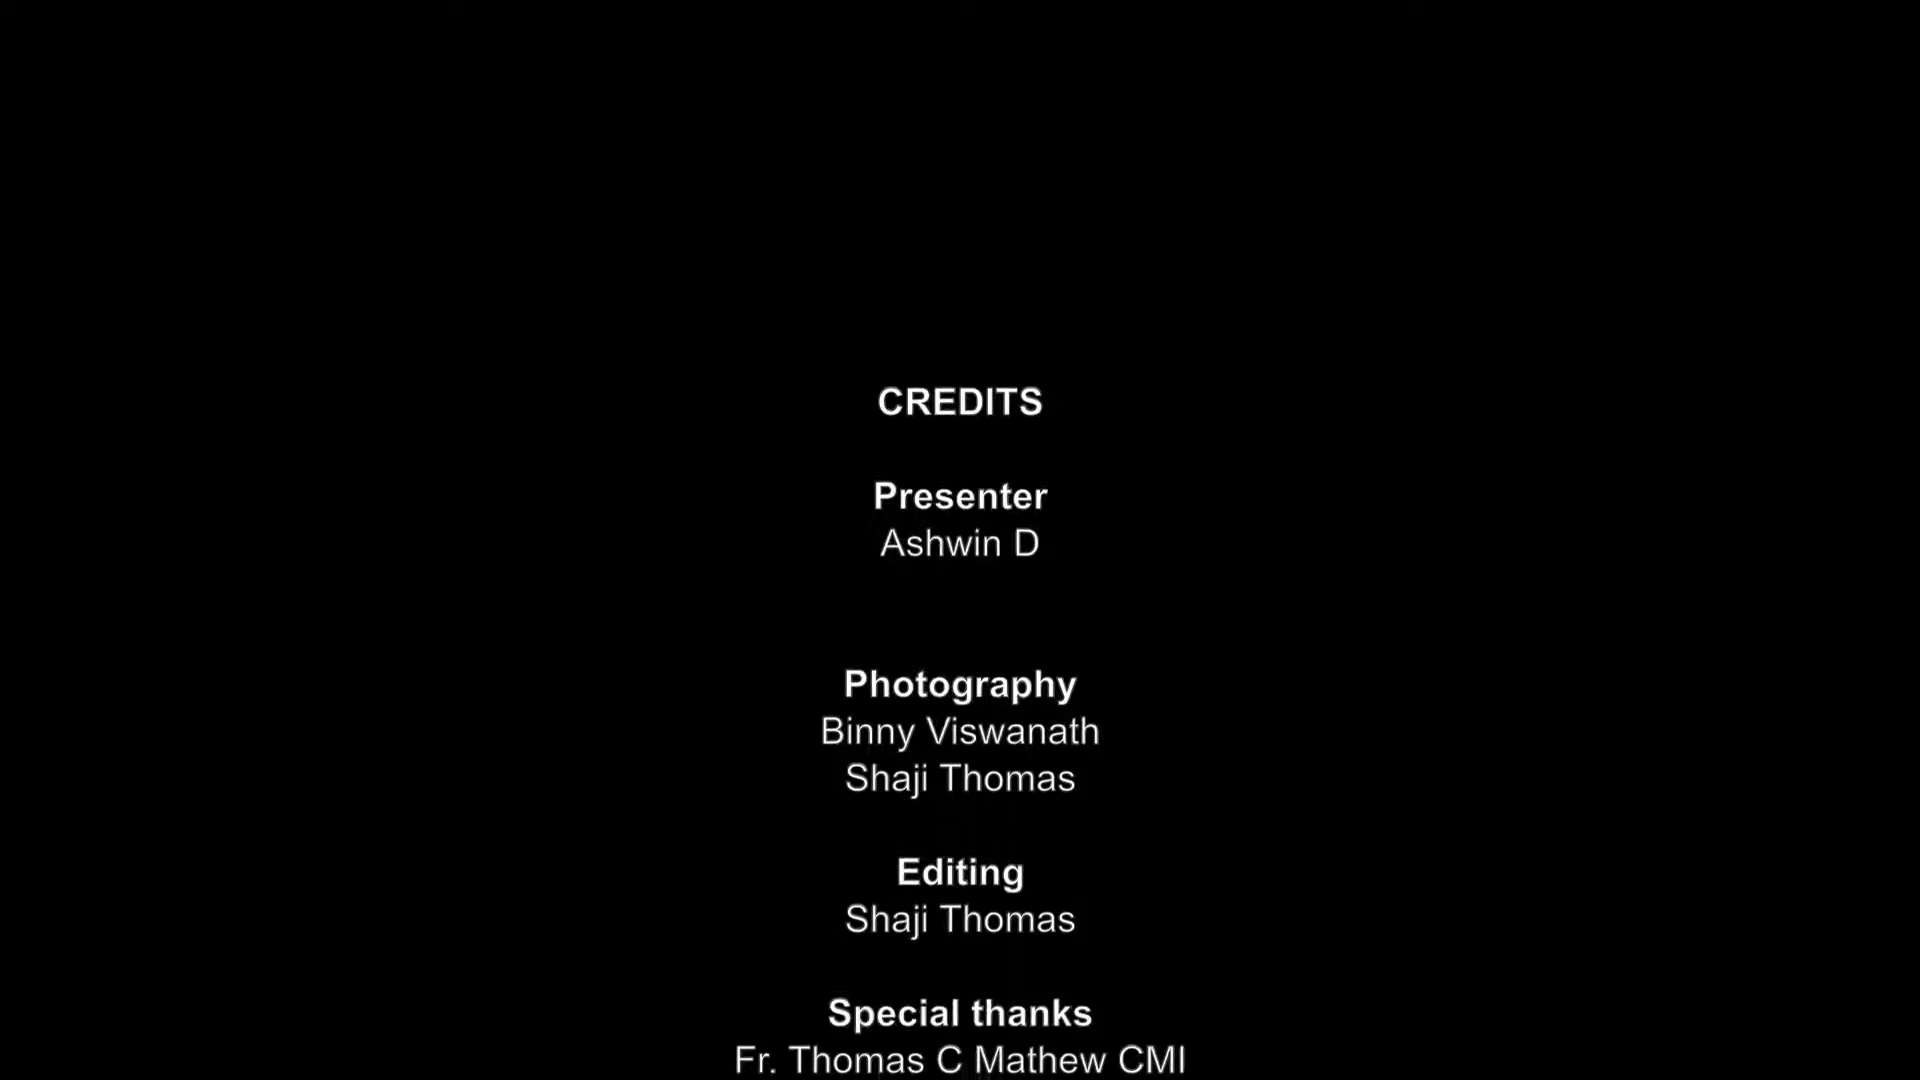 CREDITS
Presenter
Ashwin D
Photography
Binny Viswanath
Shaji Thomas
Editing
Shaji Thomas
Special thanks
Fr. Thomas C Mathew CMI